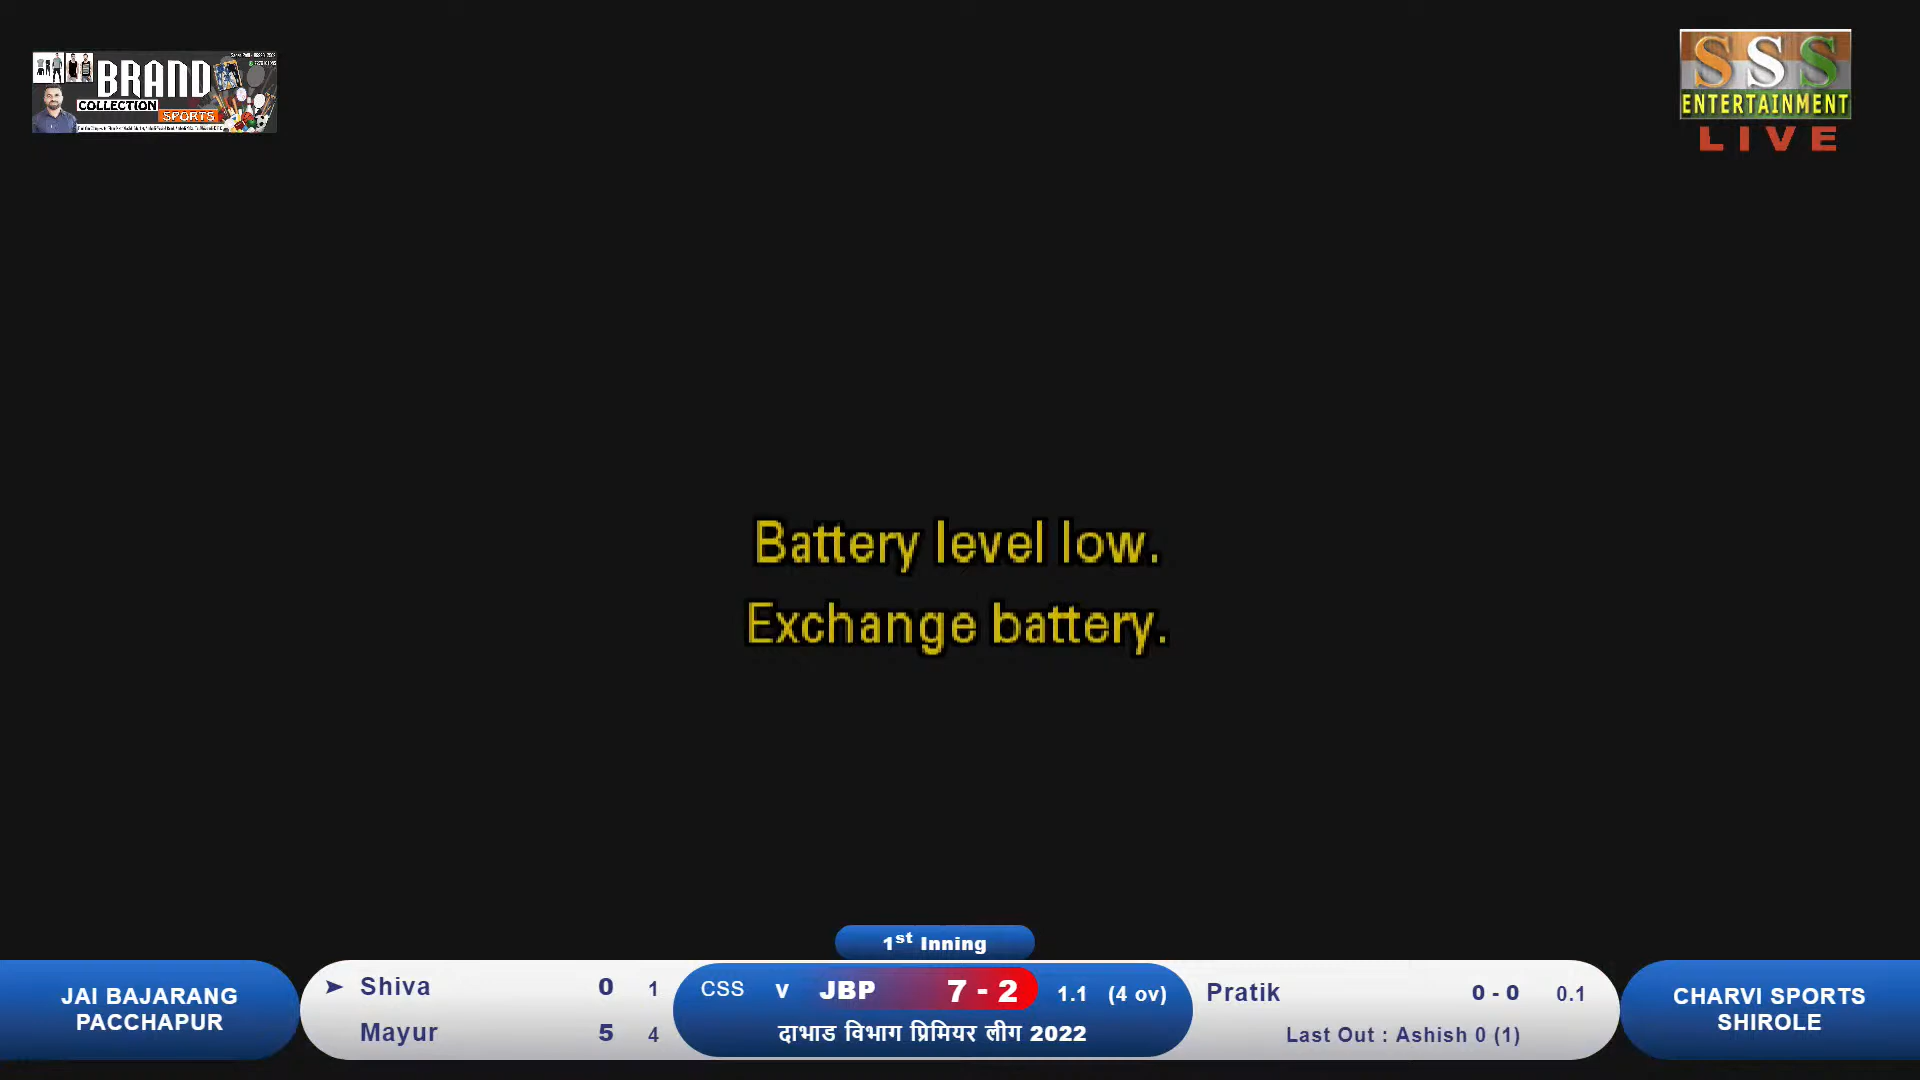 BRAND
COLLECTION
SPORTS
SSS
ENTERTAINMENT
LIVE
Battery level low.
Exchange battery.
1st Inning
JAI BAJARANG
PACCHAPUR
➤ Shiva 0 1
Mayur 5 4
CSS v JBP 7 - 2 1.1 (4 ov)
दाभाड विभाग प्रिमियर लीग 2022
Pratik 0 - 0 0.1
Last Out : Ashish 0 (1)
CHARVI SPORTS
SHIROLE